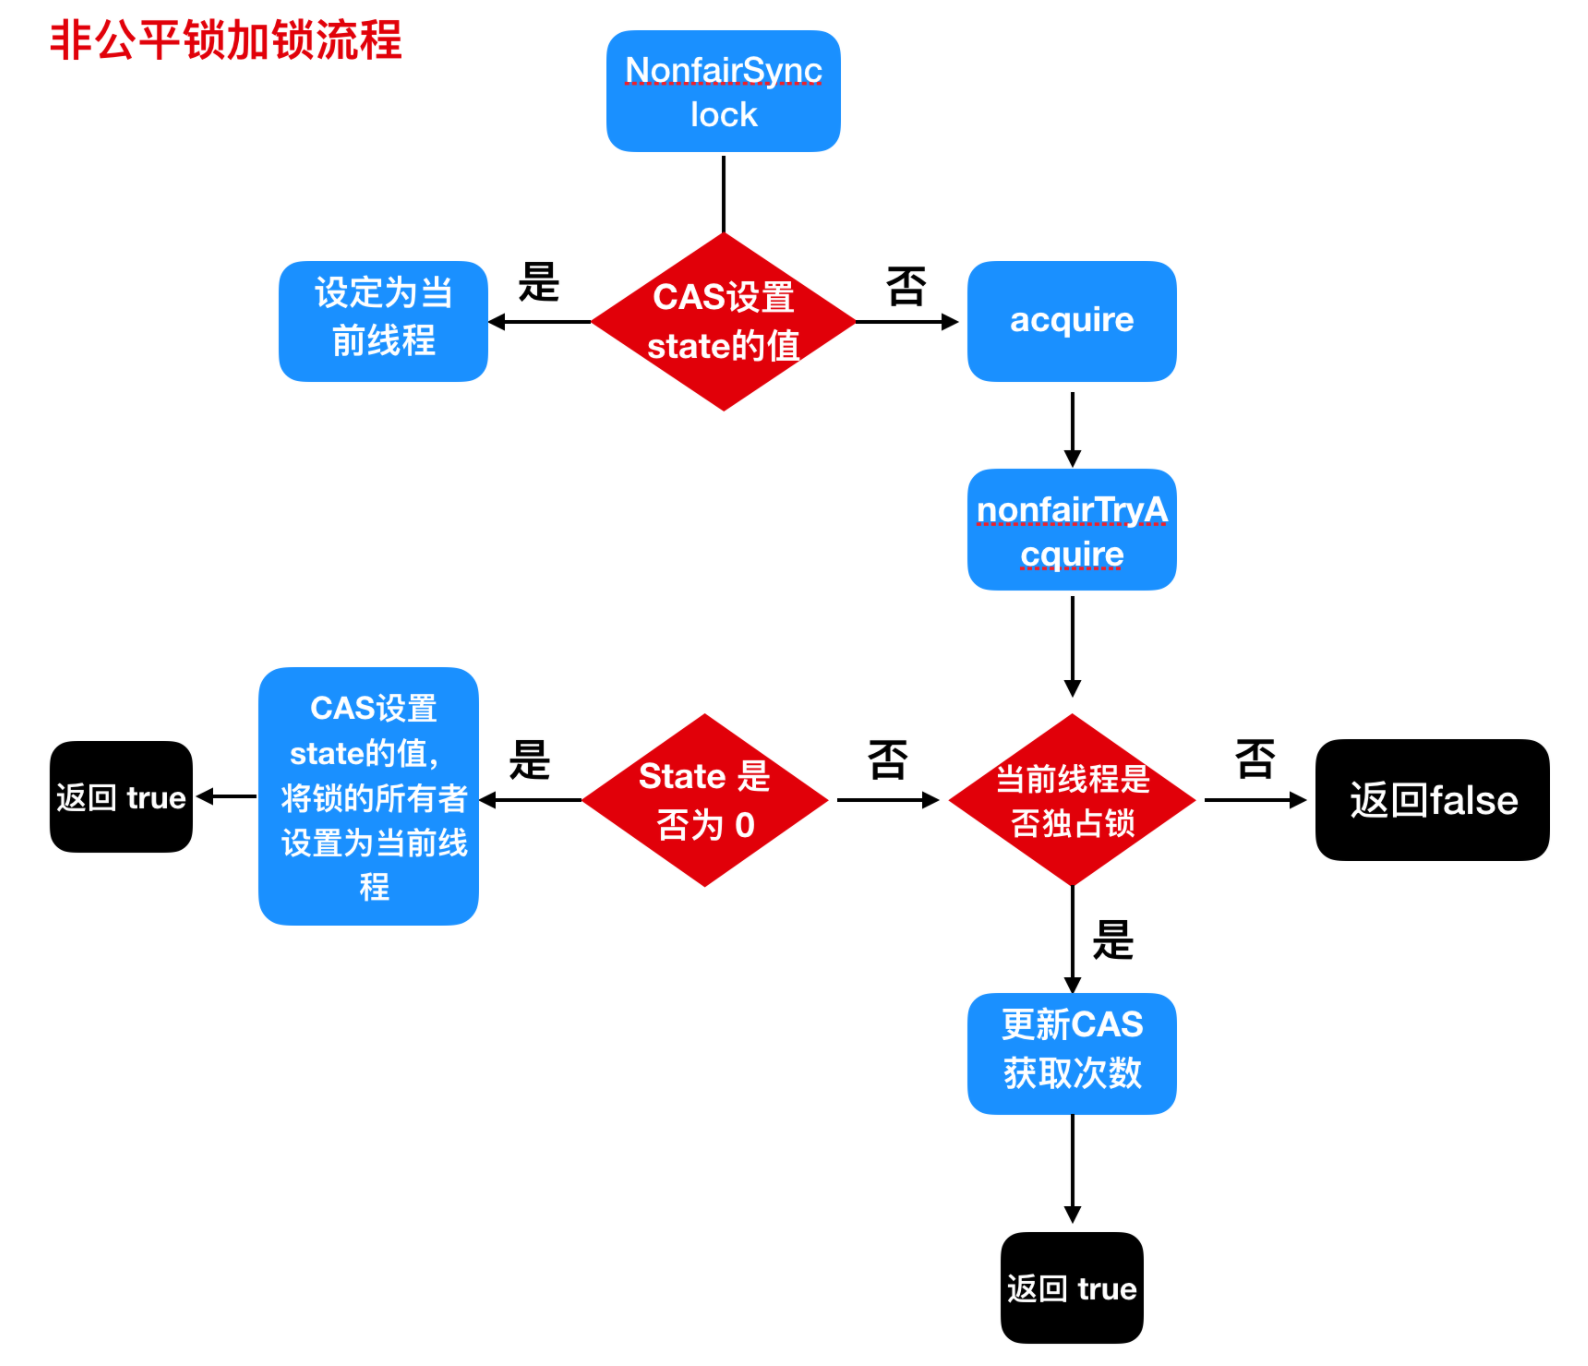 非公平锁加锁流程
NonfairSync
lock
设定为当
前线程
是
CAS设置
state的值
否
acquire
nonfairTryA
cquire
返回 true
CAS设置
state的值，
将锁的所有者
设置为当前线
程
是
State 是
否为 0
否
当前线程是
否独占锁
否
返回false
是
更新CAS
获取次数
返回 true